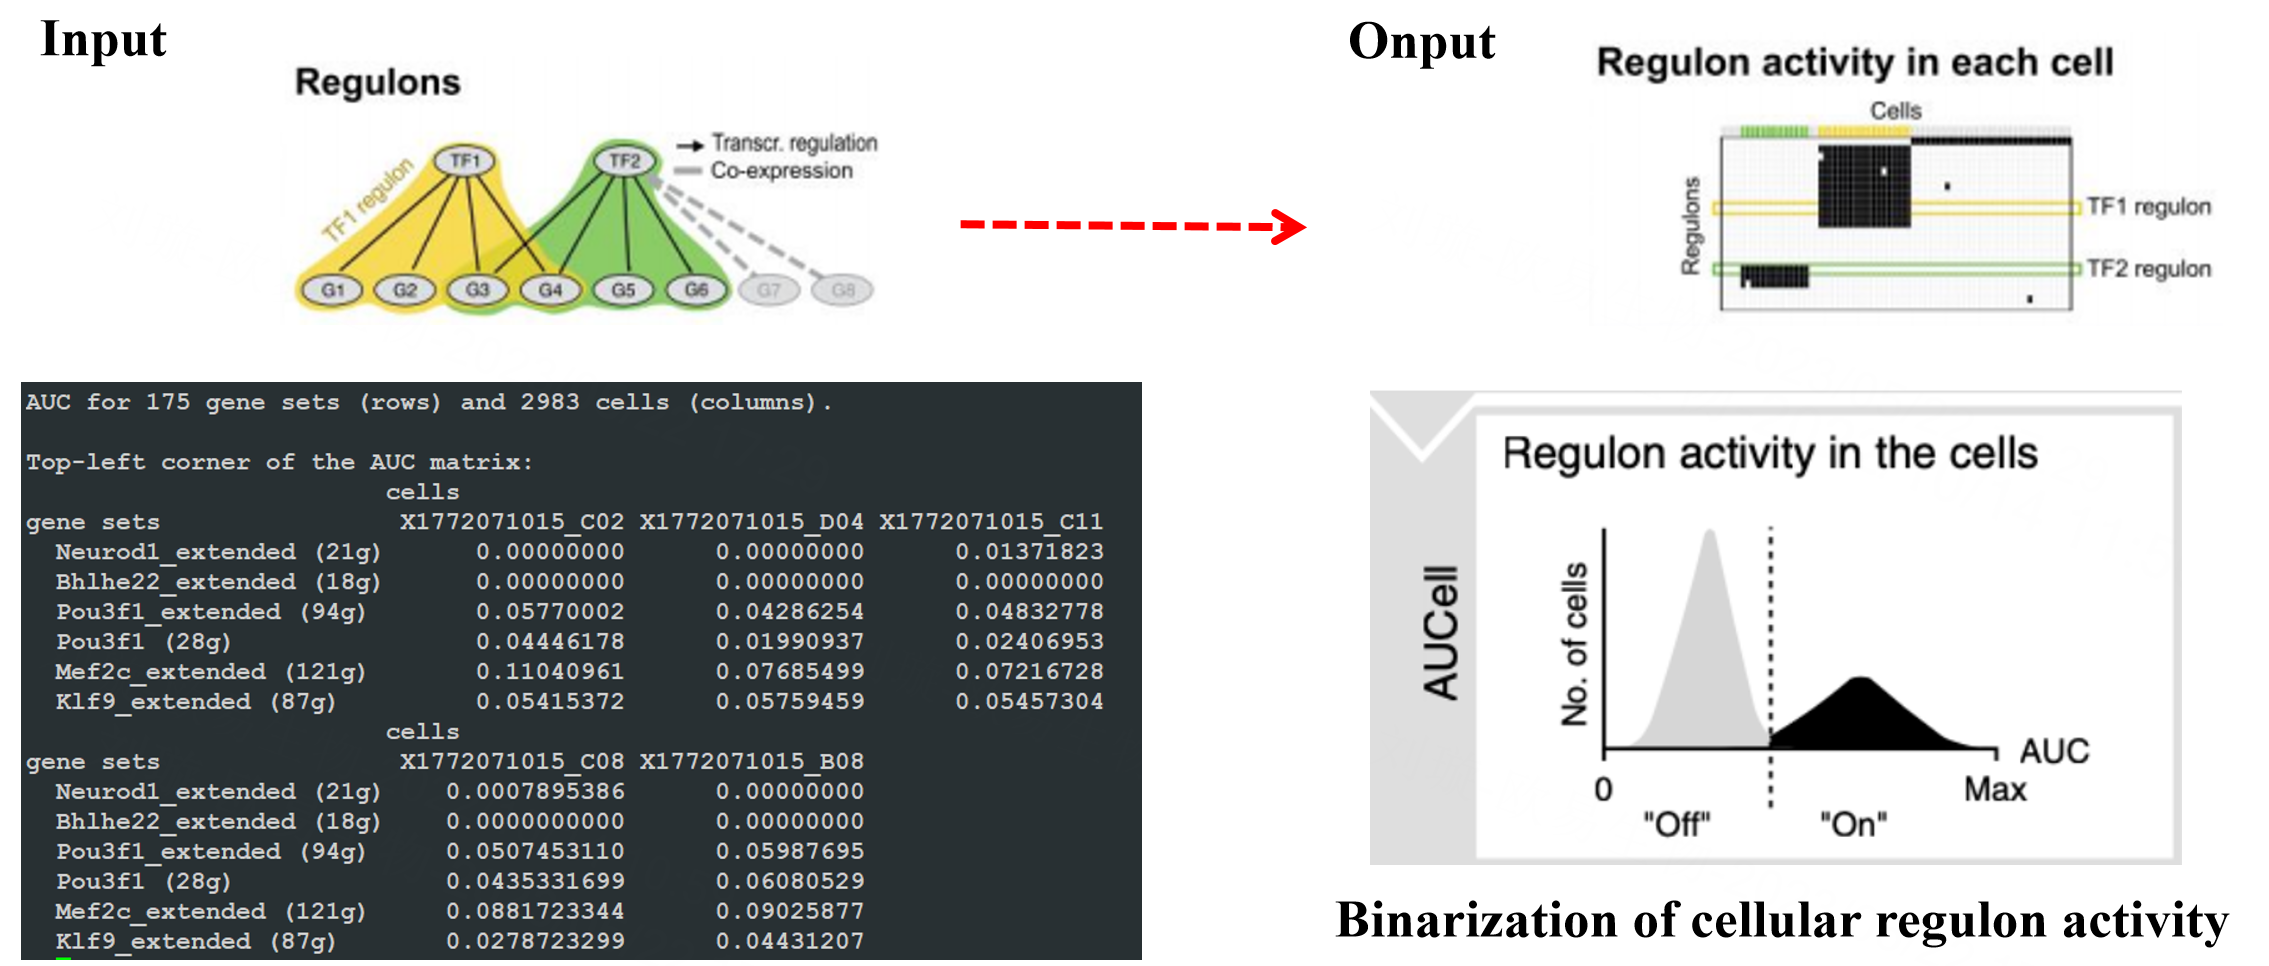 Input
Onput
Regulons
TF1
TF2
Transcr. regulation
Co-expression
TF1 regulon
G1 G2 G3 G4 G5 G6 G7 G8
Regulon activity in each cell
Cells
Regulons
TF1 regulon
TF2 regulon
AUC for 175 gene sets (rows) and 2983 cells (columns).
Top-left corner of the AUC matrix:
cells
gene sets X1772071015_C02 X1772071015_D04 X1772071015_C11
Neurod1_extended (21g) 0.00000000 0.00000000 0.01371823
Bhlhe22_extended (18g) 0.00000000 0.00000000 0.00000000
Pou3f1_extended (94g) 0.05770002 0.04286254 0.04832778
Pou3f1 (28g) 0.04446178 0.01990937 0.02406953
Mef2c_extended (121g) 0.11040961 0.07685499 0.07216728
Klf9_extended (87g) 0.05415372 0.05759459 0.05457304
cells
gene sets X1772071015_C08 X1772071015_B08
Neurod1_extended (21g) 0.0007895386 0.00000000
Bhlhe22_extended (18g) 0.0000000000 0.00000000
Pou3f1_extended (94g) 0.0507453110 0.05987695
Pou3f1 (28g) 0.0435331699 0.06080529
Mef2c_extended (121g) 0.0881723344 0.09025877
Klf9_extended (87g) 0.0278723299 0.04431207
AUCell
Regulon activity in the cells
No. of cells
AUC
0
Max
"Off"
"On"
Binarization of cellular regulon activity